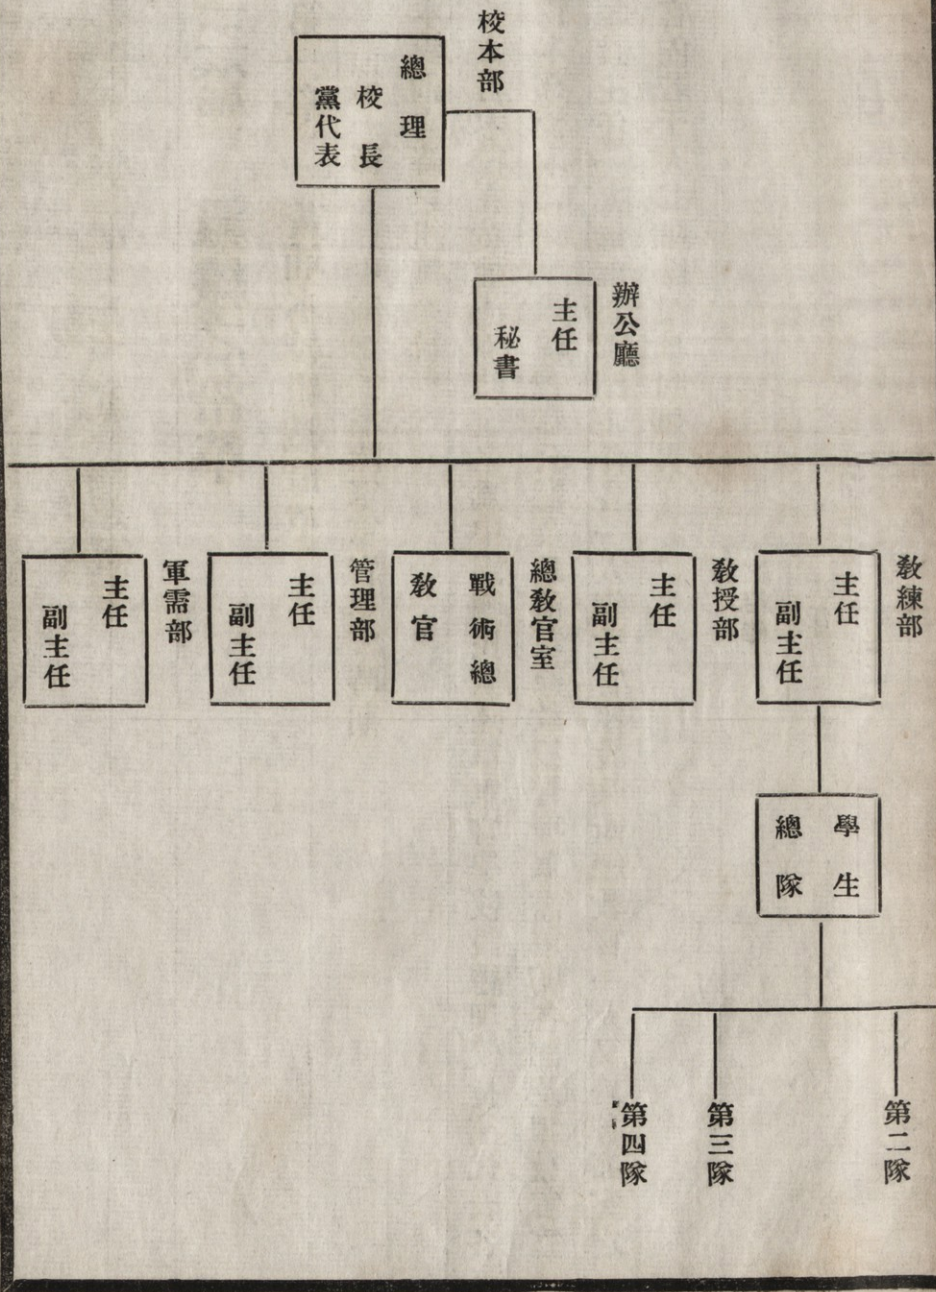 校本部
總理
校長
黨代表
辦公廳
主任
秘書
教練部
主任
副主任
教授部
主任
副主任
總教官室
戰術總
教官
管理部
主任
副主任
軍需部
主任
副主任
學生
總隊
第二隊
第三隊
第四隊